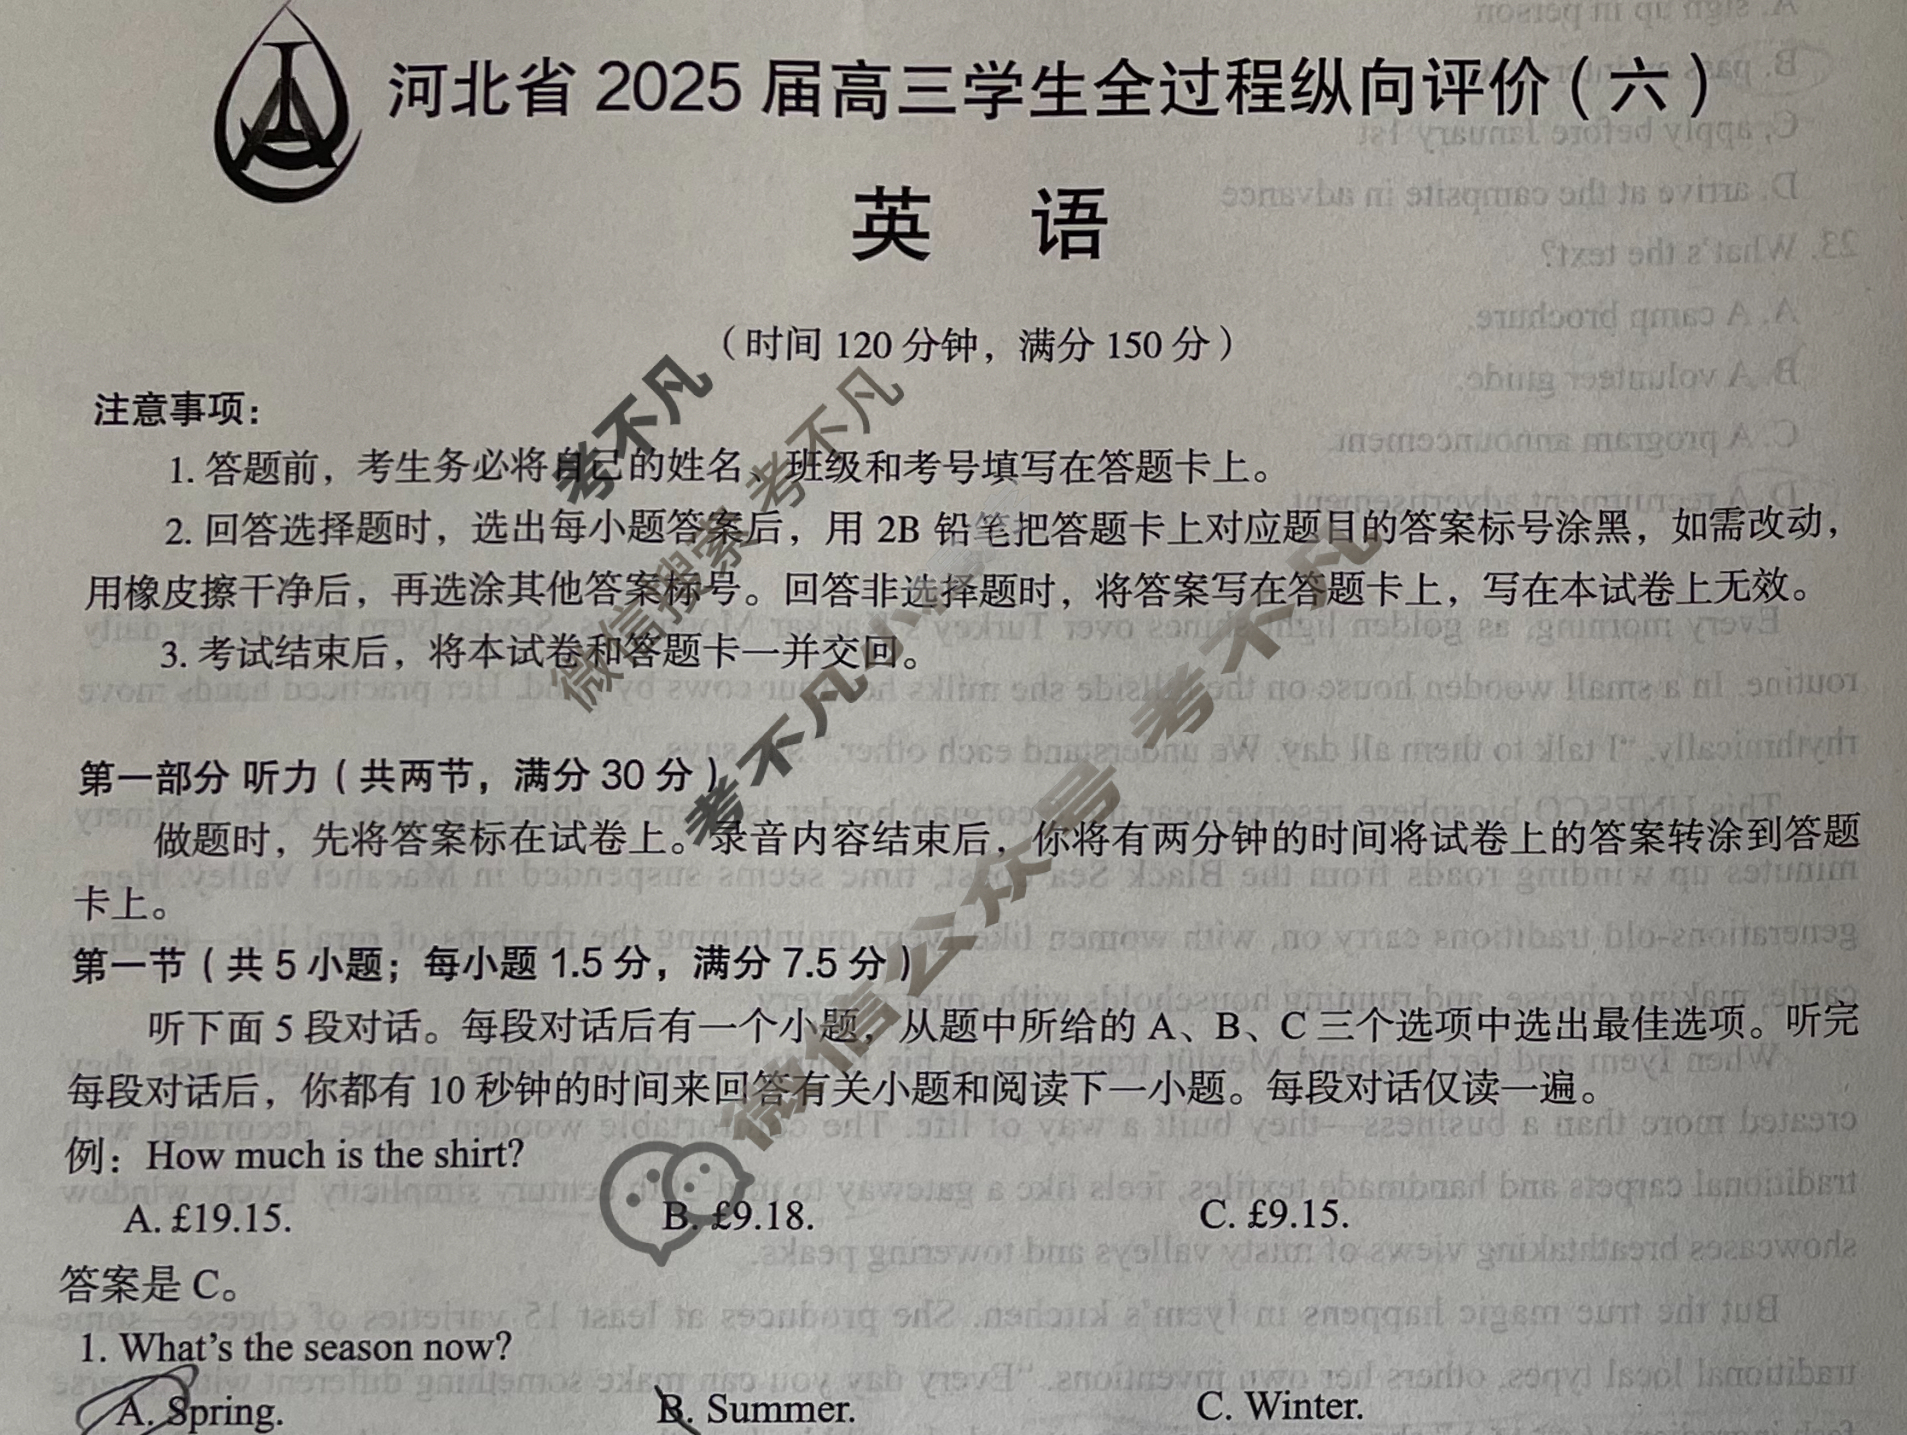 河北省 2025 届高三学生全过程纵向评价(六)
英 语
(时间 120 分钟，满分 150 分)
注意事项：
1. 答题前，考生务必将自己的姓名、班级和考号填写在答题卡上。
2. 回答选择题时，选出每小题答案后，用 2B 铅笔把答题卡上对应题目的答案标号涂黑，如需改动，
用橡皮擦干净后，再选涂其他答案标号。回答非选择题时，将答案写在答题卡上，写在本试卷上无效。
3. 考试结束后，将本试卷和答题卡一并交回。
第一部分 听力(共两节，满分 30 分)
做题时，先将答案标在试卷上。录音内容结束后，你将有两分钟的时间将试卷上的答案转涂到答题
卡上。
第一节(共 5 小题；每小题 1.5 分，满分 7.5 分)
听下面 5 段对话。每段对话后有一个小题，从题中所给的 A、B、C 三个选项中选出最佳选项。听完
每段对话后，你都有 10 秒钟的时间来回答有关小题和阅读下一小题。每段对话仅读一遍。
例：How much is the shirt?
A. £19.15. B. £9.18. C. £9.15.
答案是 C。
1. What's the season now?
A. Spring. B. Summer. C. Winter.
考不凡
微信搜索 考不凡
考不凡小
微信公众号 考不凡